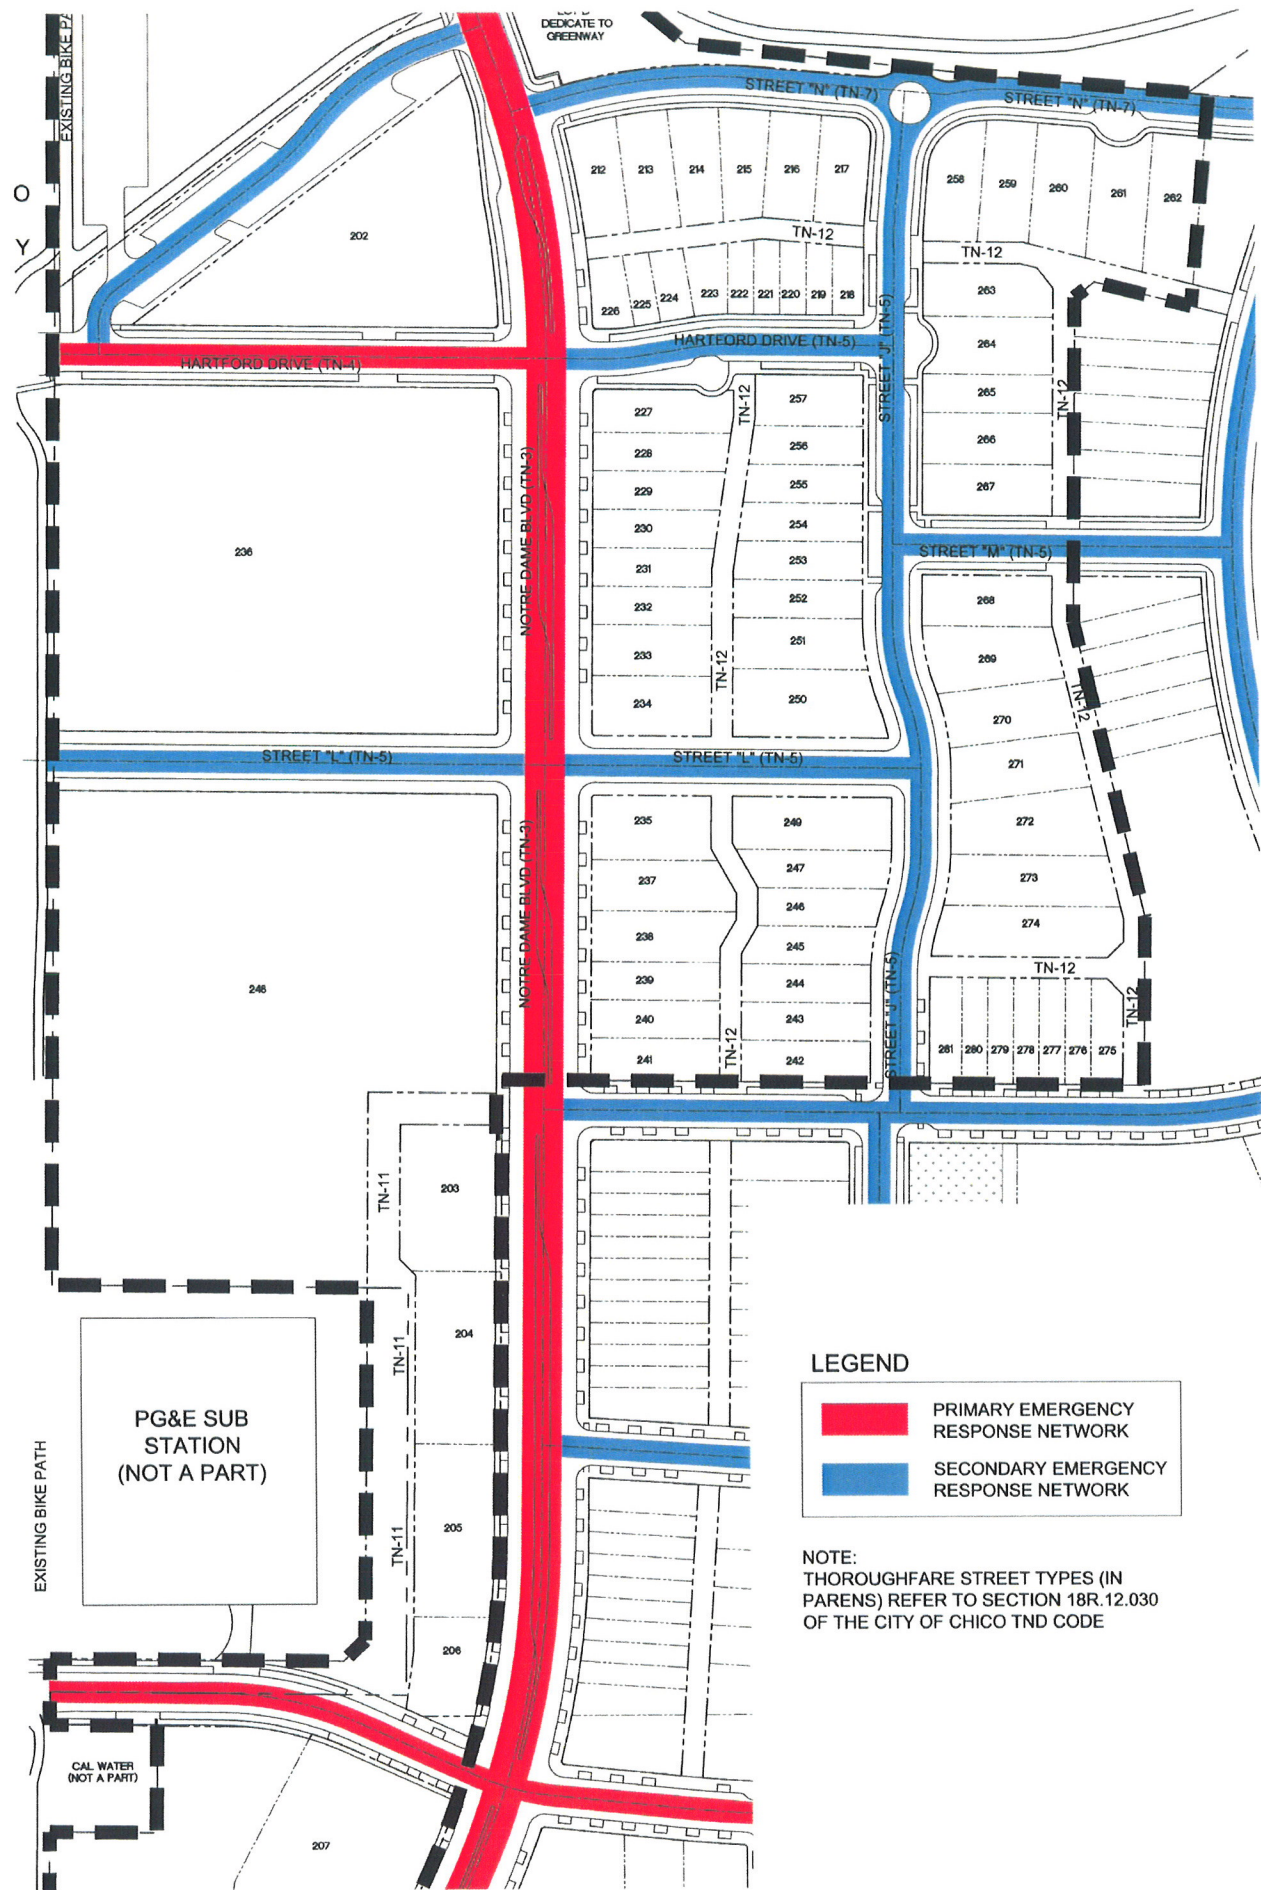 DEDICATE TO
GREENWAY
EXISTING BIKE PA
STREET "N" (TN-7)
STREET "N" (TN-7)
O
Y
202
212
213
214
215
216
217
258
259
260
261
262
TN-12
TN-12
226
225
224
223
222
221
220
219
218
263
264
265
266
267
TN-12
HARTFORD DRIVE (TN-4)
HARTFORD DRIVE (TN-5)
STREET "J" (TN-5)
NOTRE DAME BLVD (TN-3)
236
227
228
229
230
231
232
233
234
TN-12
TN-12
257
256
255
254
253
252
251
250
STREET "M" (TN-5)
268
269
270
271
272
273
274
TN-12
STREET "L" (TN-5)
STREET "L" (TN-5)
NOTRE DAME BLVD (TN-3)
248
235
237
238
239
240
241
TN-12
249
247
246
245
244
243
242
STREET "J" (TN-5)
TN-12
TN-12
281
280
279
278
277
276
275
TN-11
203
TN-11
204
TN-11
205
206
PG&E SUB
STATION
(NOT A PART)
EXISTING BIKE PATH
LEGEND
PRIMARY EMERGENCY
RESPONSE NETWORK
SECONDARY EMERGENCY
RESPONSE NETWORK
NOTE:
THOROUGHFARE STREET TYPES (IN
PARENS) REFER TO SECTION 18R.12.030
OF THE CITY OF CHICO TND CODE
CAL WATER
(NOT A PART)
207